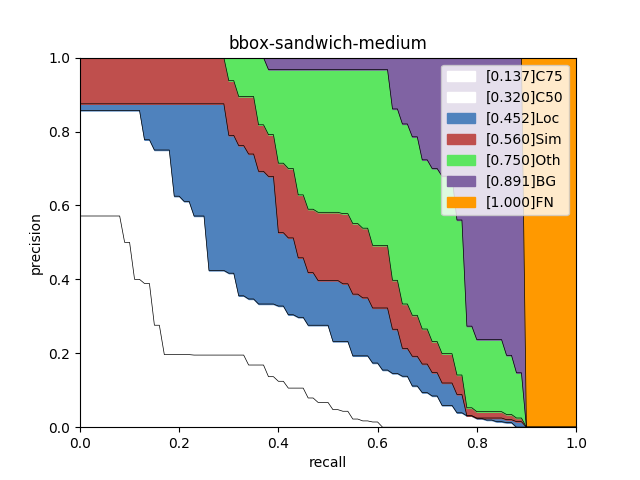 bbox-sandwich-medium
[0.137]C75
[0.320]C50
[0.452]Loc
[0.560]Sim
[0.750]Oth
[0.891]BG
[1.000]FN
precision
1.0
0.8
0.6
0.4
0.2
0.0
0.0 0.2 0.4 0.6 0.8 1.0
recall